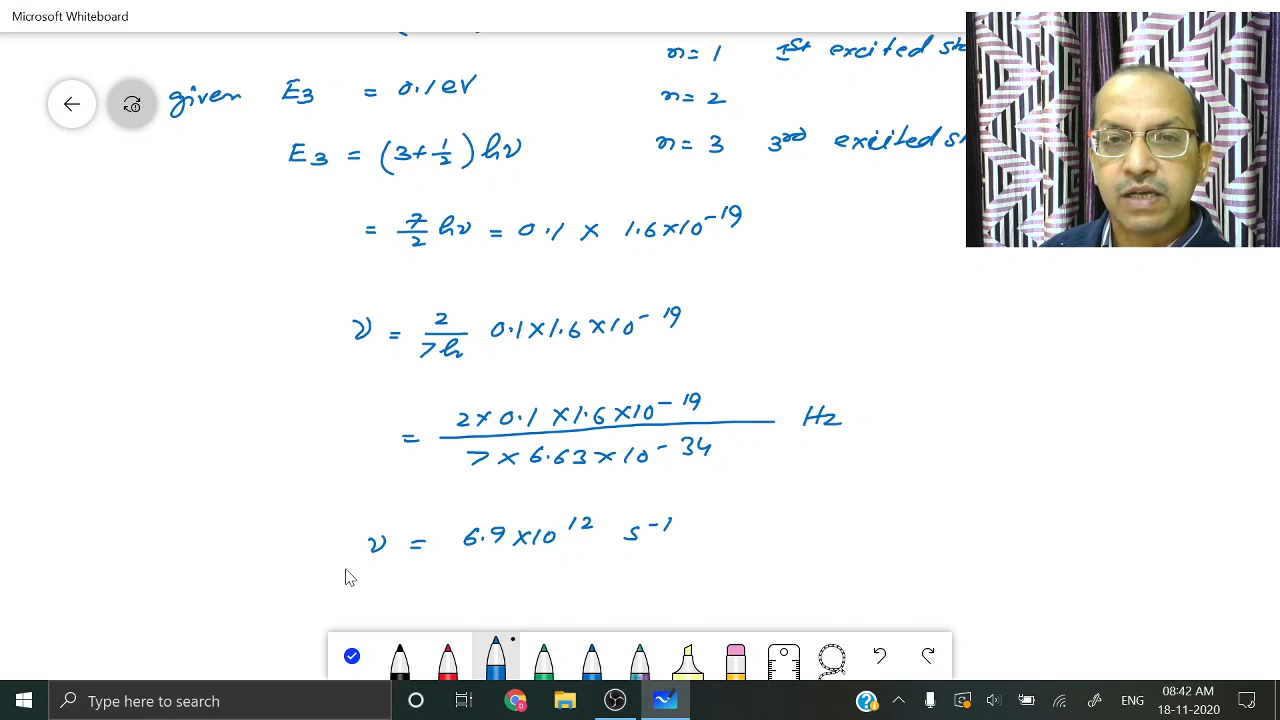 Microsoft Whiteboard
n = 1 1st excited sta
given E3 = 0.1 eV
n = 2
E3 = (3+1/2) hν
n = 3 3rd excited st
= 7/2 hν = 0.1 × 1.6×10^-19
ν = 2/7h 0.1×1.6×10^-19
= 2×0.1×1.6×10^-19 / 7×6.63×10^-34 Hz
ν = 6.9×10^12 s^-1
Type here to search
ENG
08:42 AM
18-11-2020